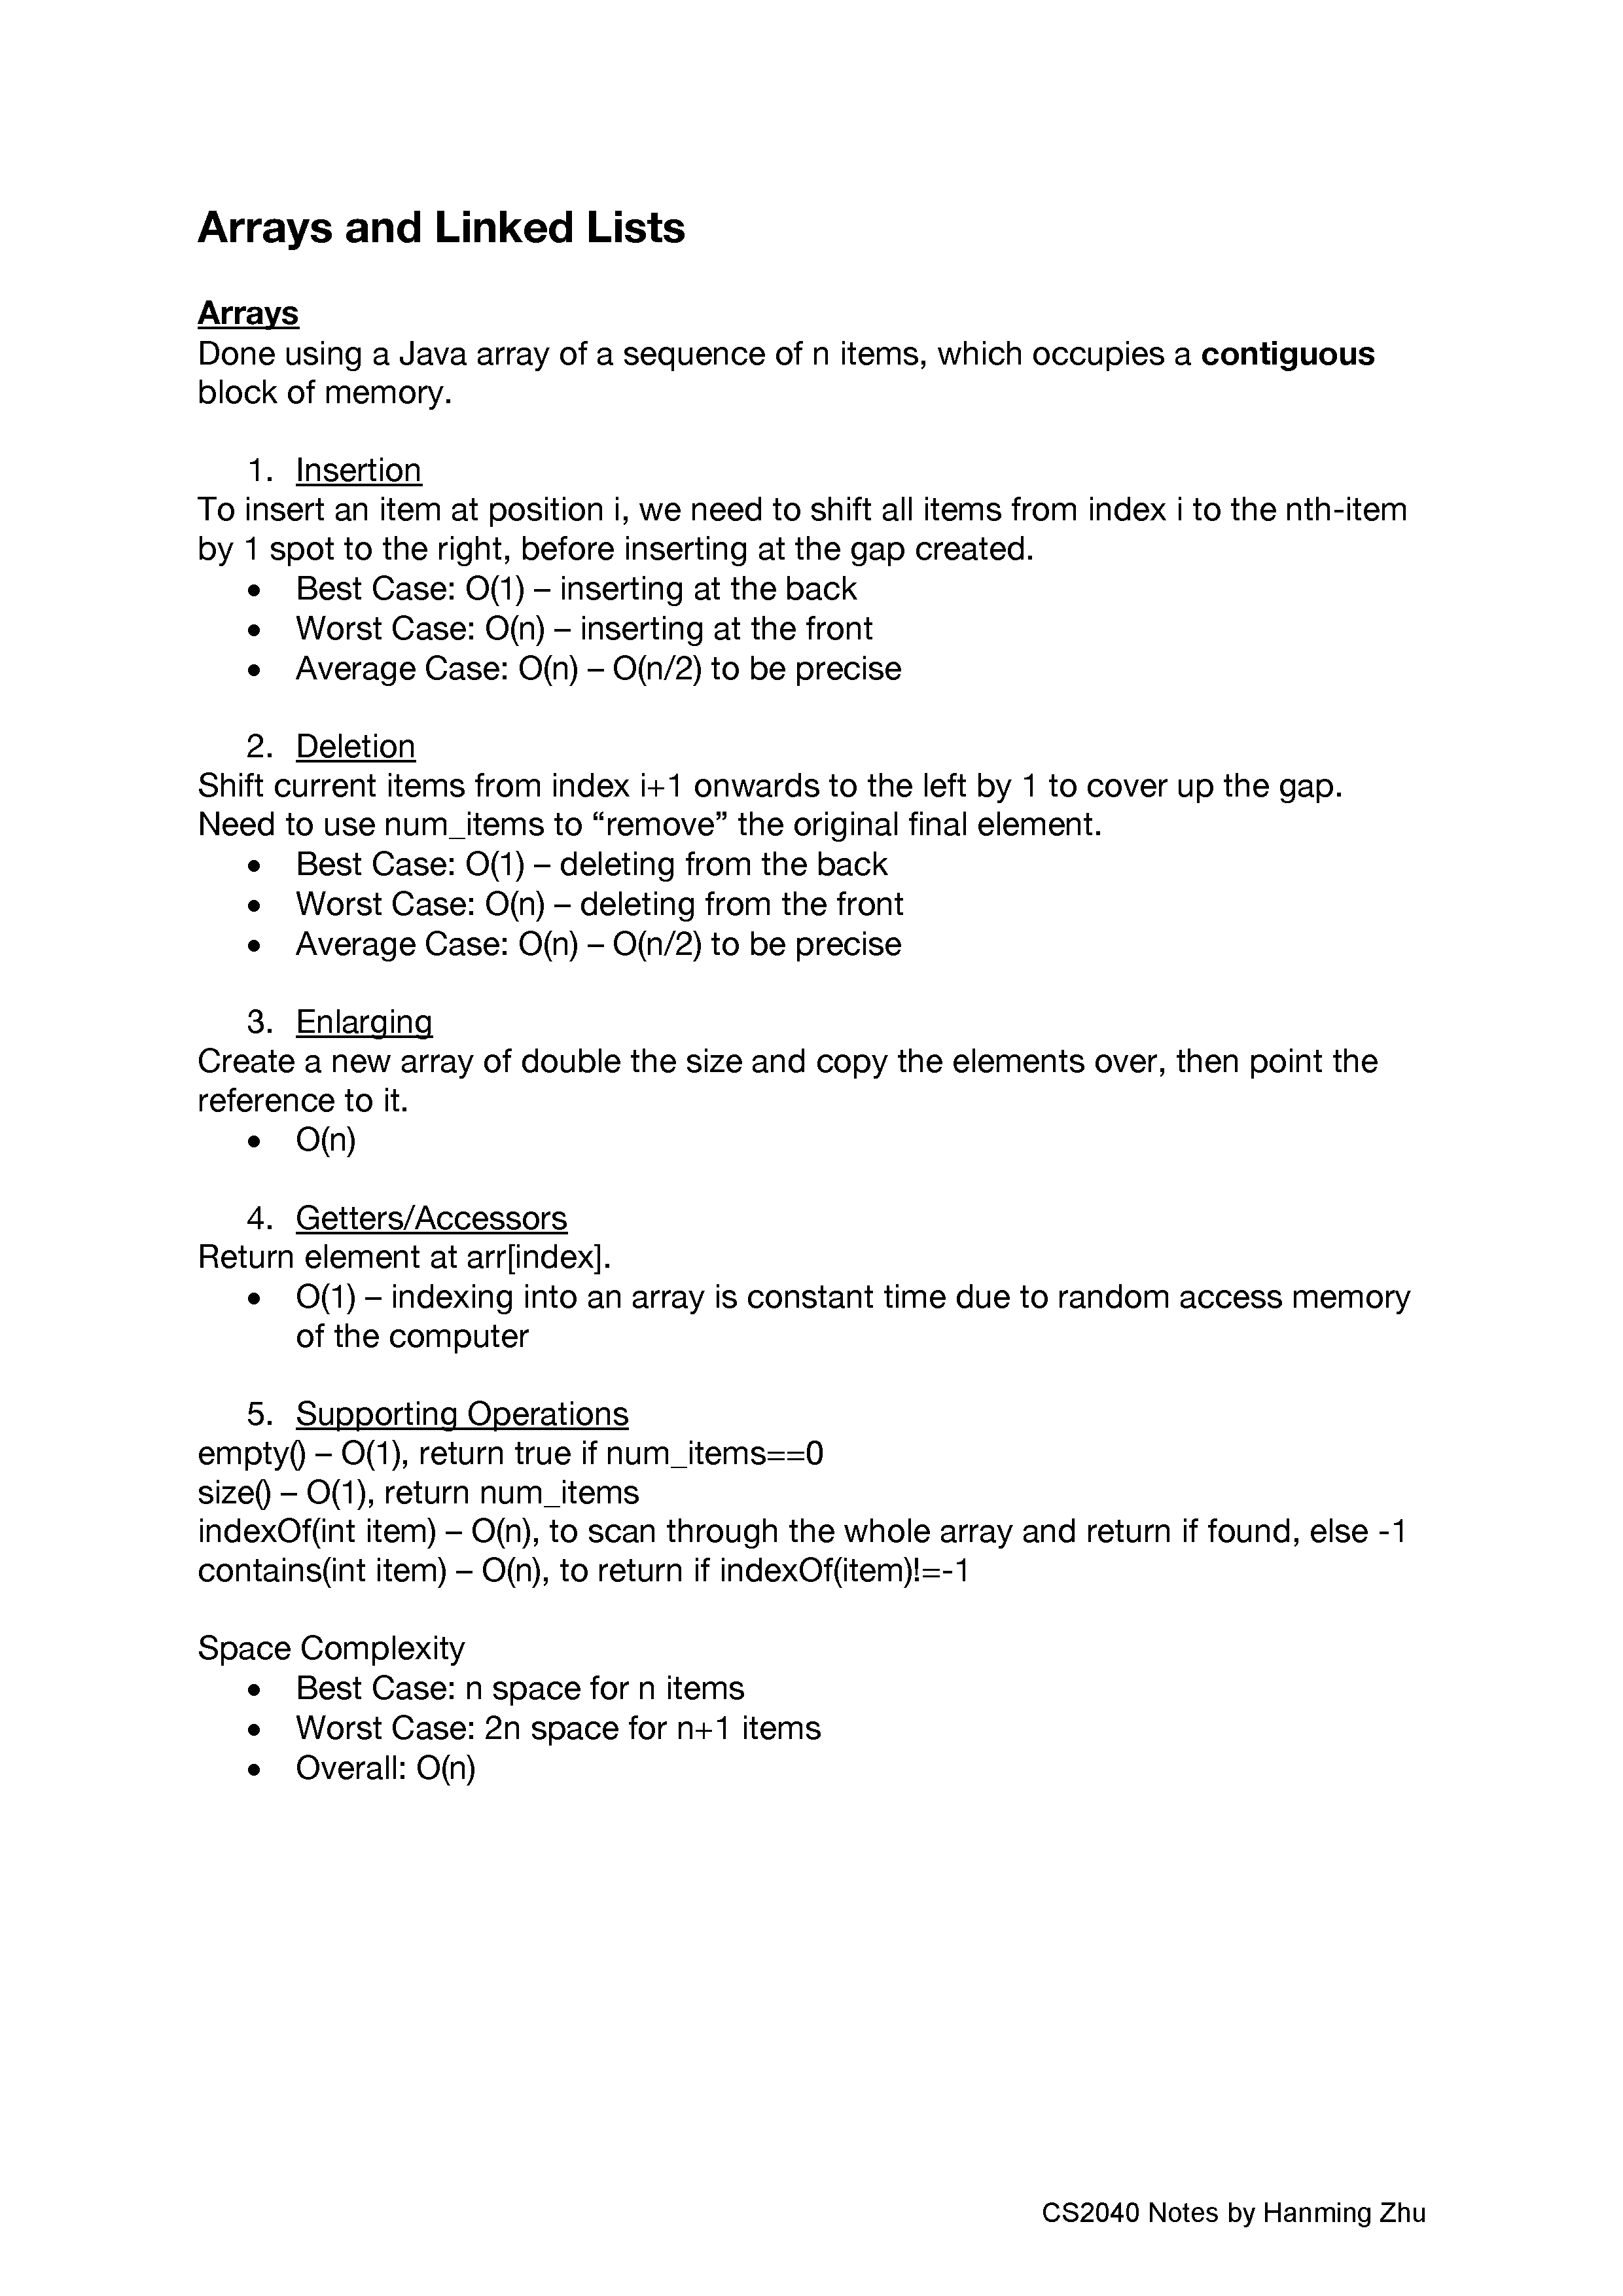 Arrays and Linked Lists
Arrays
Done using a Java array of a sequence of n items, which occupies a contiguous
block of memory.
1. Insertion
To insert an item at position i, we need to shift all items from index i to the nth-item
by 1 spot to the right, before inserting at the gap created.
• Best Case: O(1) – inserting at the back
• Worst Case: O(n) – inserting at the front
• Average Case: O(n) – O(n/2) to be precise
2. Deletion
Shift current items from index i+1 onwards to the left by 1 to cover up the gap.
Need to use num_items to “remove” the original final element.
• Best Case: O(1) – deleting from the back
• Worst Case: O(n) – deleting from the front
• Average Case: O(n) – O(n/2) to be precise
3. Enlarging
Create a new array of double the size and copy the elements over, then point the
reference to it.
• O(n)
4. Getters/Accessors
Return element at arr[index].
• O(1) – indexing into an array is constant time due to random access memory
of the computer
5. Supporting Operations
empty() – O(1), return true if num_items==0
size() – O(1), return num_items
indexOf(int item) – O(n), to scan through the whole array and return if found, else -1
contains(int item) – O(n), to return if indexOf(item)!=-1
Space Complexity
• Best Case: n space for n items
• Worst Case: 2n space for n+1 items
• Overall: O(n)
CS2040 Notes by Hanming Zhu